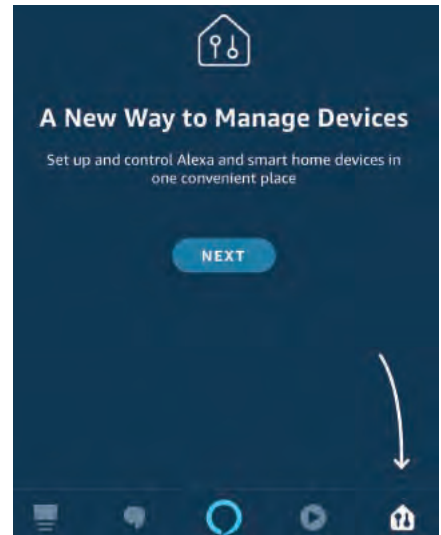 A New Way to Manage Devices
Set up and control Alexa and smart home devices in
one convenient place
NEXT